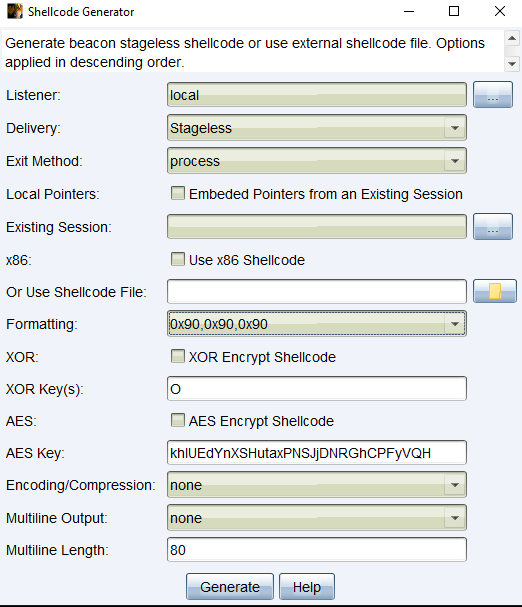 Shellcode Generator
Generate beacon stageless shellcode or use external shellcode file. Options
applied in descending order.
Listener: local ...
Delivery: Stageless
Exit Method: process
Local Pointers: Embeded Pointers from an Existing Session
Existing Session: ...
x86: Use x86 Shellcode
Or Use Shellcode File:
Formatting: 0x90,0x90,0x90
XOR: XOR Encrypt Shellcode
XOR Key(s): O
AES: AES Encrypt Shellcode
AES Key: khlUEdYnXSHutaxPNSJjDNRGhCPFyVQH
Encoding/Compression: none
Multiline Output: none
Multiline Length: 80
Generate Help